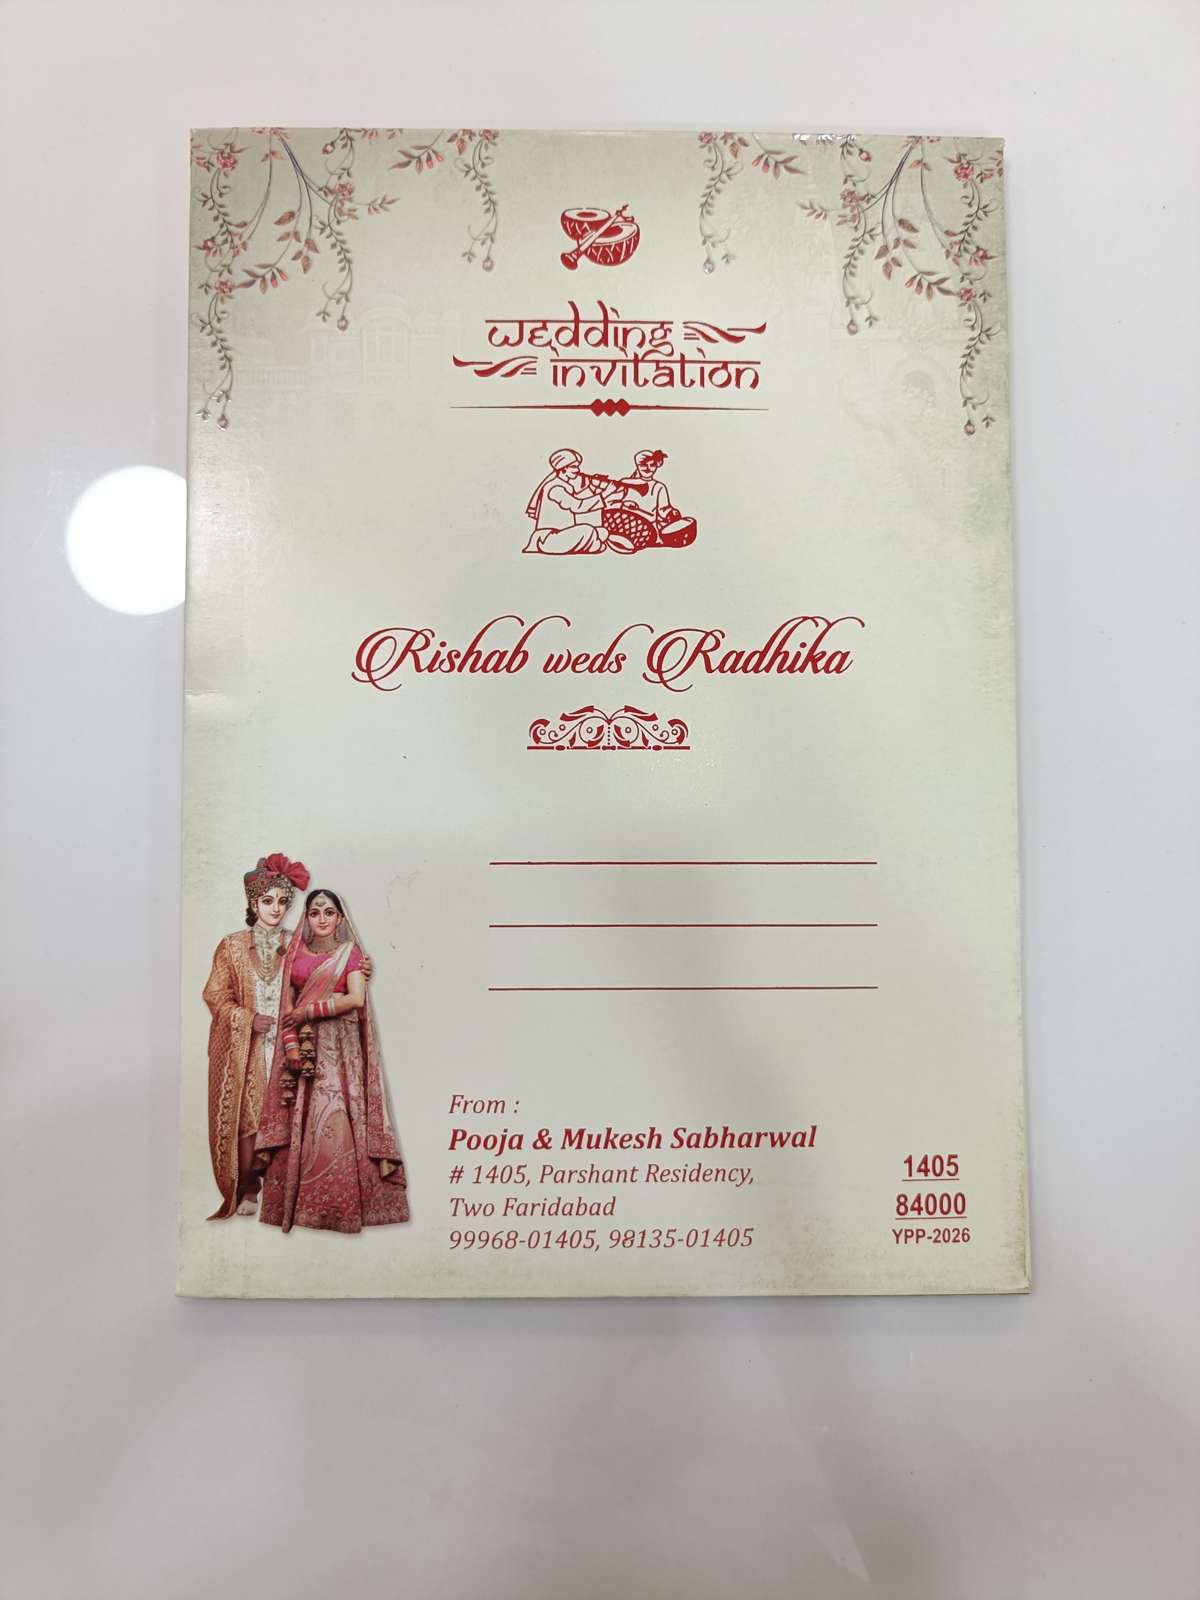 wedding
invitation
Rishab weds Radhika
From :
Pooja & Mukesh Sabharwal
# 1405, Parshant Residency,
Two Faridabad
99968-01405, 98135-01405
1405
84000
YPP-2026